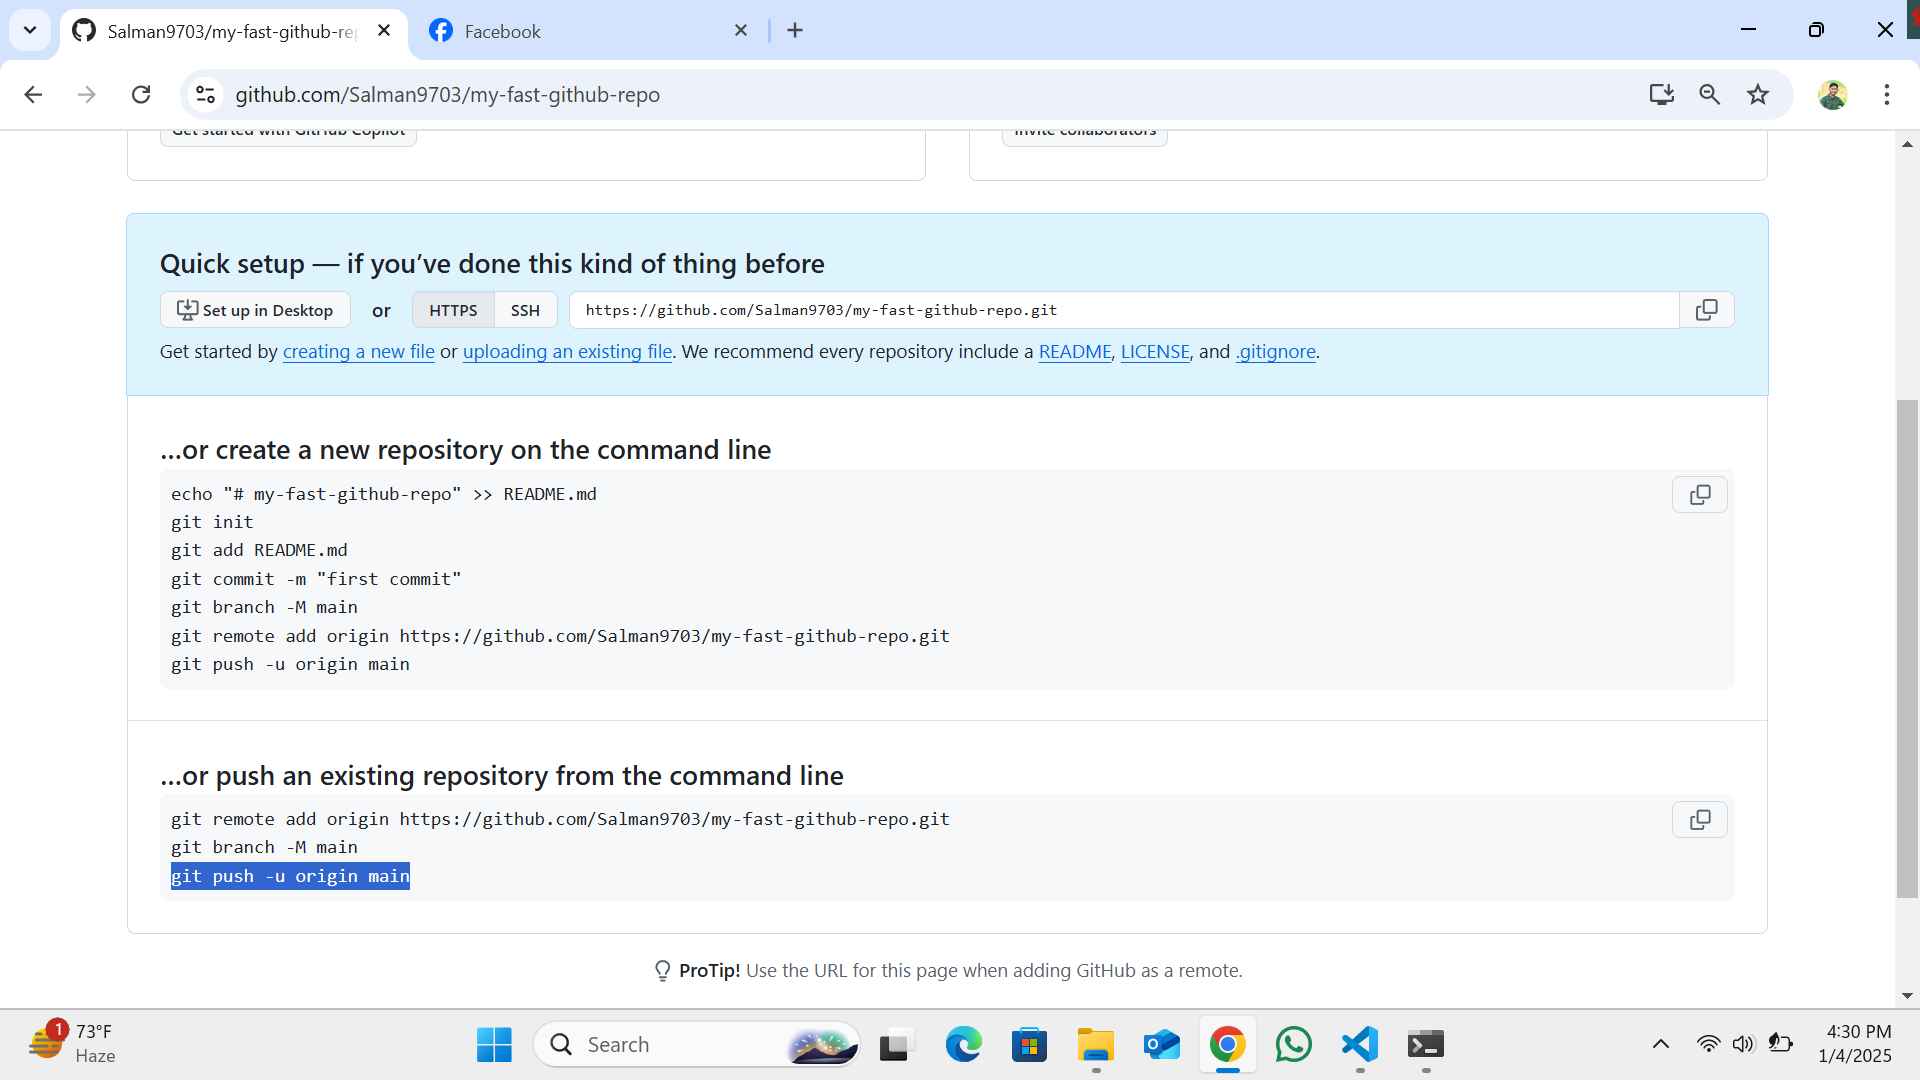 Salman9703/my-fast-github-rep
Facebook
github.com/Salman9703/my-fast-github-repo
Get started with GitHub Copilot
Invite collaborators
Quick setup — if you’ve done this kind of thing before
Set up in Desktop
or
HTTPS
SSH
https://github.com/Salman9703/my-fast-github-repo.git
Get started by creating a new file or uploading an existing file. We recommend every repository include a README, LICENSE, and .gitignore.
…or create a new repository on the command line
echo "# my-fast-github-repo" >> README.md
git init
git add README.md
git commit -m "first commit"
git branch -M main
git remote add origin https://github.com/Salman9703/my-fast-github-repo.git
git push -u origin main
…or push an existing repository from the command line
git remote add origin https://github.com/Salman9703/my-fast-github-repo.git
git branch -M main
git push -u origin main
ProTip! Use the URL for this page when adding GitHub as a remote.
1
73°F
Haze
Search
4:30 PM
1/4/2025